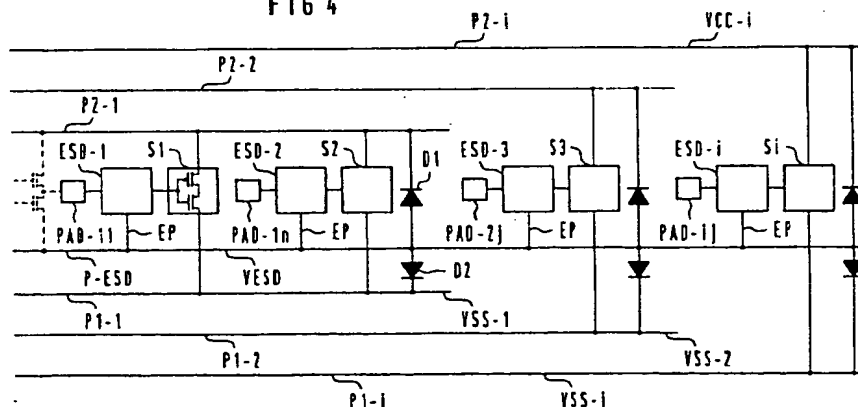 FIG 4
P2-i VCC-i
P2-2
P2-1
ESD-1 S1 ESD-2 S2 D1 ESD-3 S3 ESD-i Si
PAD-11 EP PAD-1n EP PAD-2j EP PAD-ij EP
P-ESD VESD D2
P1-1 VSS-1
P1-2 VSS-2
P1-i VSS-i